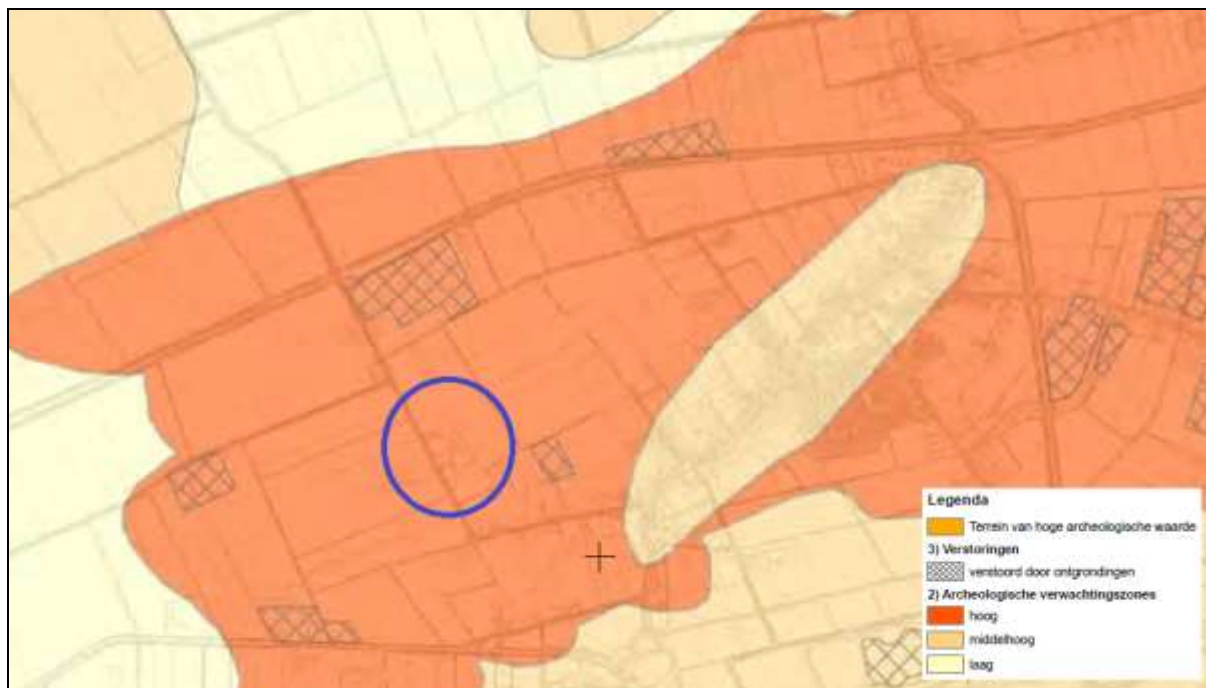 Legenda
Terrein van hoge archeologische waarde
3) Verstoringen
verstoord door ontgrondingen
2) Archeologische verwachtingszones
hoog
middelhoog
laag